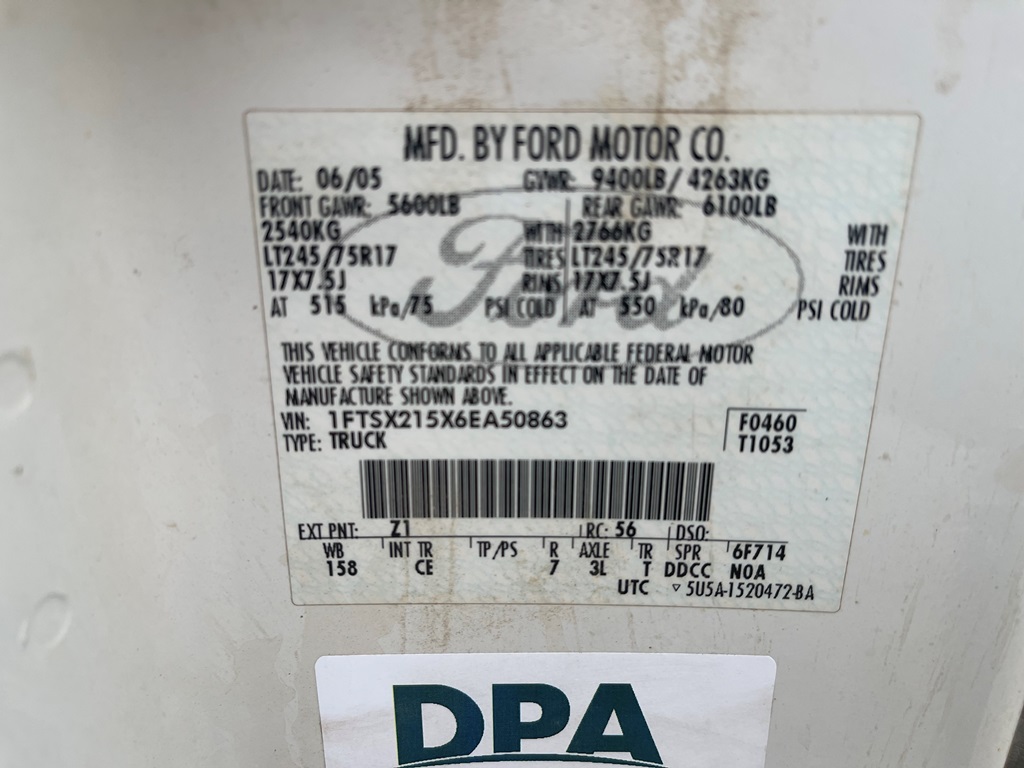 MFD. BY FORD MOTOR CO.
DATE: 06/05 GVWR: 9400LB / 4263KG
FRONT GAWR: 5600LB REAR GAWR: 6100LB
2540KG WITH 2766KG WITH
LT245/75R17 TIRES LT245/75R17 TIRES
17X7.5J RIMS 17X7.5J RIMS
AT 515 kPa/75 PSI COLD AT 550 kPa/80 PSI COLD
Ford
THIS VEHICLE CONFORMS TO ALL APPLICABLE FEDERAL MOTOR
VEHICLE SAFETY STANDARDS IN EFFECT ON THE DATE OF
MANUFACTURE SHOWN ABOVE.
VIN: 1FTSX215X6EA50863 F0460
TYPE: TRUCK T1053
EXT PNT: Z1 RC: 56 DSO:
WB INT TR TP/PS R AXLE TR SPR 6F714
158 CE 7 3L T DDCC N0A
UTC ▽ 5U5A-1520472-BA
DPA